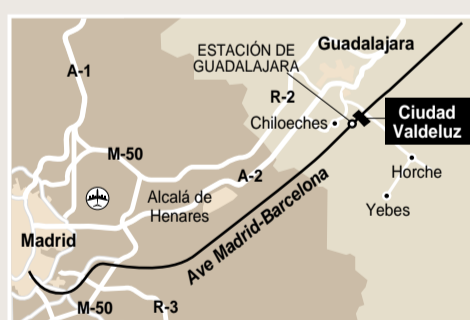 ESTACIÓN DE
GUADALAJARA
Guadalajara
A-1
R-2
Ciudad
Valdeluz
Chiloeches
M-50
A-2
Horche
Alcalá de
Henares
Yebes
Ave Madrid-Barcelona
Madrid
M-50
R-3